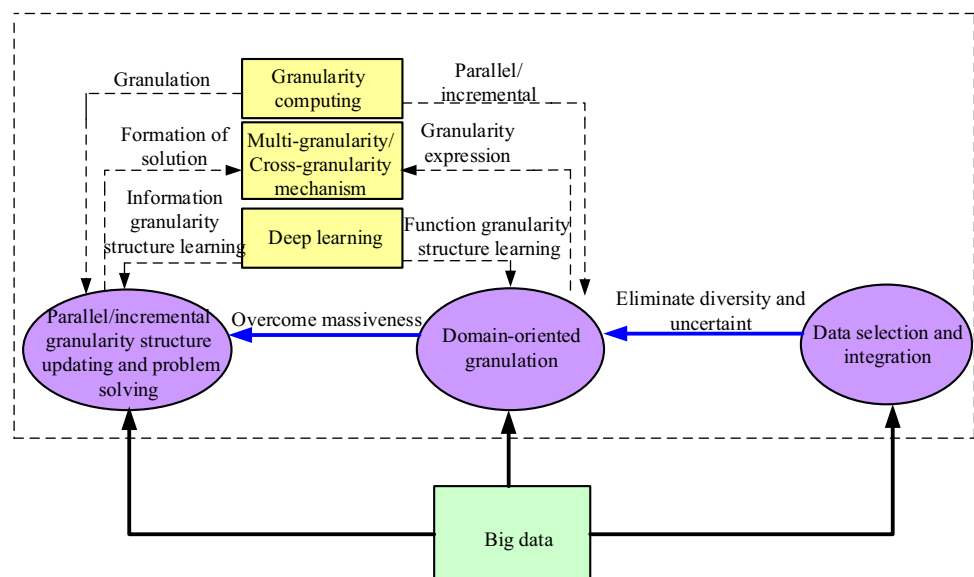 Granulation
Granularity
computing
Parallel/
incremental
Formation of
solution
Multi-granularity/
Cross-granularity
mechanism
Granularity
expression
Information
granularity
structure learning
Deep learning
Function granularity
structure learning
Parallel/incremental
granularity structure
updating and problem
solving
Overcome massiveness
Domain-oriented
granulation
Eliminate diversity and
uncertaint
Data selection and
integration
Big data